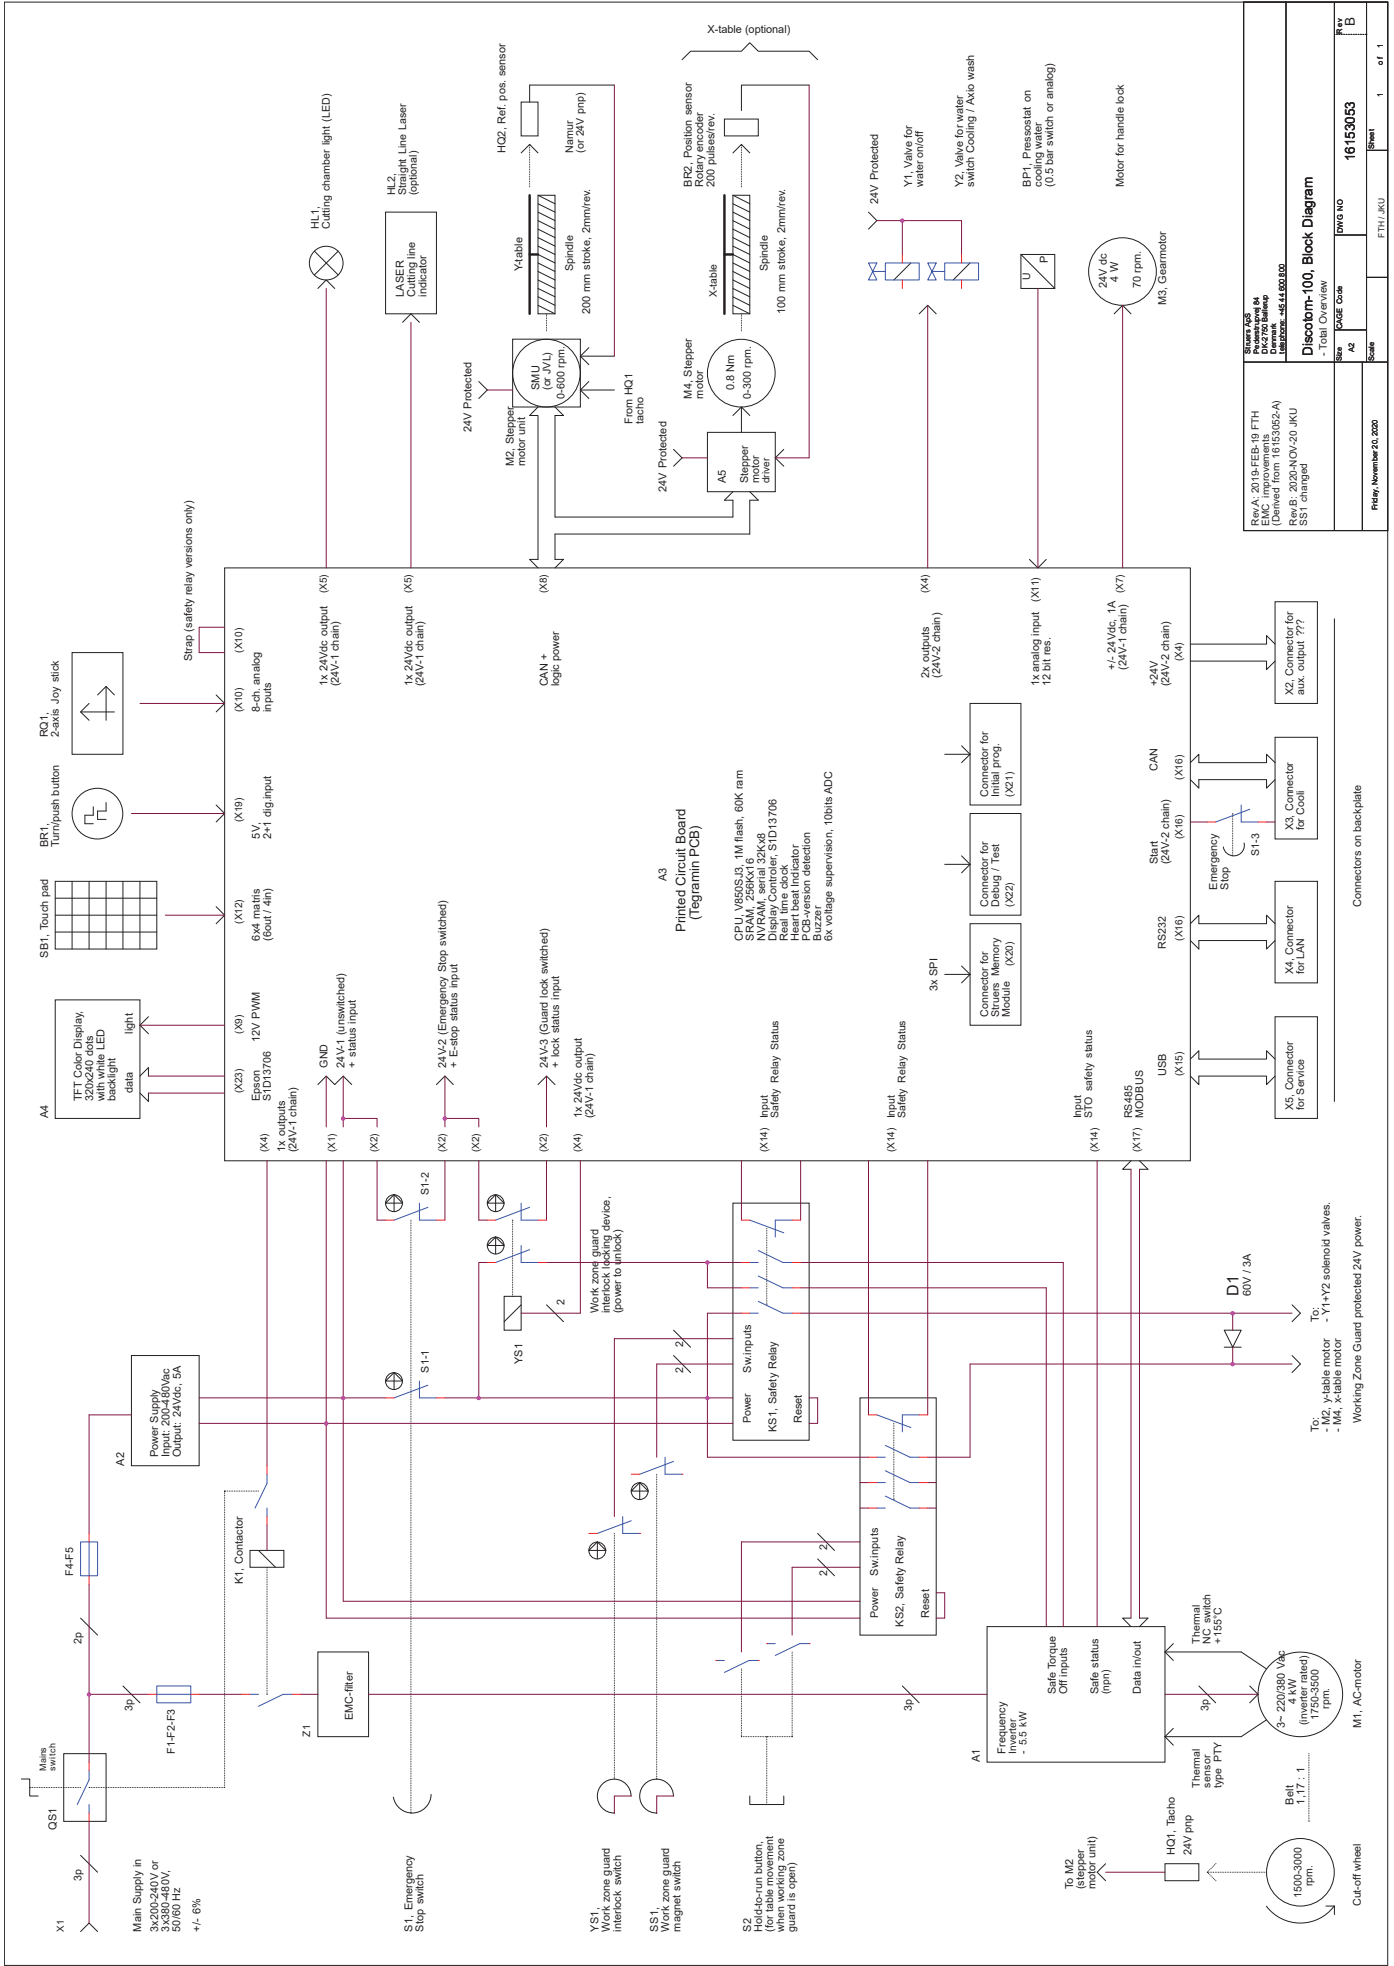 X1
Main Supply in
3x200-240V or
3x380-480V,
50/60 Hz
+/- 6%
3p
QS1
Mains
switch
3p
F1-F2-F3
2p
F4-F5
K1, Contactor
Z1
EMC-filter
A2
Power Supply
Input: 200-480Vac
Output: 24Vdc, 5A
S1, Emergency
Stop switch
S1-1
S1-2
YS1
2
Work zone guard
interlock locking device,
(power to unlock)
YS1,
Work zone guard
interlock switch
SS1,
Work zone guard
magnet switch
S2
Hold-to-run button,
(for table movement
when working zone
guard is open)
2
2
Power
Sw.inputs
KS1, Safety Relay
Reset
2
2
Power
Sw.inputs
KS2, Safety Relay
Reset
3p
A1
Frequency
Inverter
- 5.5 kW
Safe Torque
Off inputs
Safe status
(npn)
Data in/out
Thermal
sensor
type PTY
3p
Thermal
NC switch
+155°C
3~ 220/380 Vac
4 kW
(inverter rated)
1750-3500
rpm.
M1, AC-motor
Belt
1,17 : 1
To M2
(stepper
motor unit)
HQ1, Tacho
24V pnp
1500-3000
rpm.
Cut-off wheel
D1
60V / 3A
To:
- M2, y-table motor
- M4, x-table motor
To:
- Y1+Y2 solenoid valves.
Working Zone Guard protected 24V power.
A4
TFT Color Display,
320x240 dots
with white LED
backlight
data
light
SB1, Touch pad
BR1,
Turn/push button
RQ1,
2-axis Joy stick
Strap (safety relay versions only)
(X4)
1x outputs
(24V-1 chain)
(X23)
Epson
S1D13706
(X9)
12V PWM
(X12)
6x4 matris
(6out / 4in)
(X19)
5V,
2+1 dig.input
(X10)
8-ch. analog
inputs
(X10)
(X1)
GND
24V-1 (unswitched)
+ status input
(X2)
(X2)
24V-2 (Emergency Stop switched)
+ E-stop status input
(X2)
24V-3 (Guard lock switched)
+ lock status input
(X4)
1x 24Vdc output
(24V-1 chain)
(X14)
Input
Safety Relay Status
(X14)
Input
Safety Relay Status
(X14)
Input
STO safety status
(X17)
RS485
MODBUS
A3
Printed Circuit Board
(Tegramin PCB)
CPU, V850SJ3, 1M flash, 60K ram
SRAM, 256Kx16
NVRAM, serial 32Kx8
Display Controler, S1D13706
Real time clock
Heart beat Indicator
PCB-version detection
Buzzer
6x voltage supervision, 10bits ADC
3x SPI
Connector for
Struers Memory
Module
(X20)
Connector for
Debug / Test
(X22)
Connector for
Initial prog.
(X21)
1x 24Vdc output
(24V-1 chain)
(X5)
1x 24Vdc output
(24V-1 chain)
(X5)
CAN +
logic power
(X8)
2x outputs
(24V-2 chain)
(X4)
1x analog input
12 bit res.
(X11)
+/- 24Vdc, 1A
(24V-1 chain)
(X7)
USB
(X15)
RS232
(X16)
Start
(24V-2 chain)
(X16)
CAN
(X16)
+24V
(24V-2 chain)
(X4)
Emergency
Stop
S1-3
X5, Connector
for Service
X4, Connector
for LAN
X3, Connector
for Cooli
X2, Connector for
aux. output ???
Connectors on backplate
HL1,
Cutting chamber light (LED)
HL2,
Straight Line Laser
(optional)
LASER
Cutting line
indicator
24V Protected
M2, Stepper
motor unit
SMU
(or JVL)
0-600 rpm.
From HQ1
tacho
Y-table
Spindle
200 mm stroke, 2mm/rev.
HQ2, Ref. pos. sensor
Namur
(or 24V pnp)
X-table (optional)
24V Protected
A5
Stepper
motor
driver
M4, Stepper
motor
0.8 Nm
0-300 rpm.
X-table
Spindle
100 mm stroke, 2mm/rev.
BR2, Position sensor
Rotary encoder
200 pulses/rev.
24V Protected
Y1, Valve for
water on/off
Y2, Valve for water
switch Cooling / Axio wash
U
P
BP1, Pressostat on
cooling water
(0.5 bar switch or analog)
24V dc
4 W
70 rpm.
M3, Gearmotor
Motor for handle lock
Rev.A: 2019-FEB-19 FTH
EMC improvements
(Derived from 16153052-A)
Rev.B: 2020-NOV-20 JKU
SS1 changed
Struers ApS
Pederstrupvej 84
DK-2750 Ballerup
Denmark
telephone: +45 44 600 800
Discotom-100, Block Diagram
- Total Overview
Size
A2
CAGE Code
DWG NO
16153053
Rev
B
Friday, November 20, 2020
Scale
FTH / JKU
Sheet
1
of
1